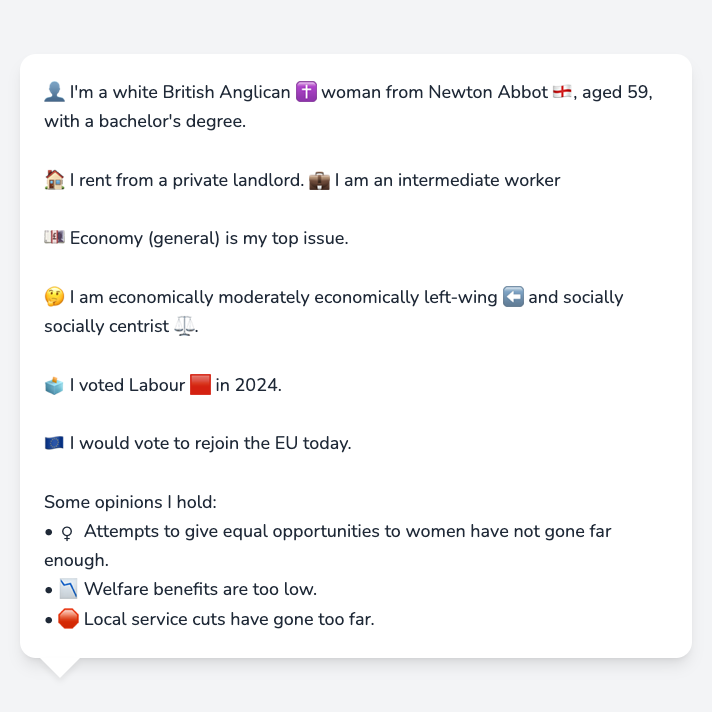 👤 I'm a white British Anglican ✝️ woman from Newton Abbot 🏴󠁧󠁢󠁥󠁮󠁧󠁿, aged 59,
with a bachelor's degree.
🏠 I rent from a private landlord. 💼 I am an intermediate worker
💷 Economy (general) is my top issue.
🤔 I am economically moderately economically left-wing ⬅️ and socially
socially centrist ⚖️.
🗳️ I voted Labour 🟥 in 2024.
🇪🇺 I would vote to rejoin the EU today.
Some opinions I hold:
• ♀ Attempts to give equal opportunities to women have not gone far
enough.
• 📉 Welfare benefits are too low.
• 🛑 Local service cuts have gone too far.